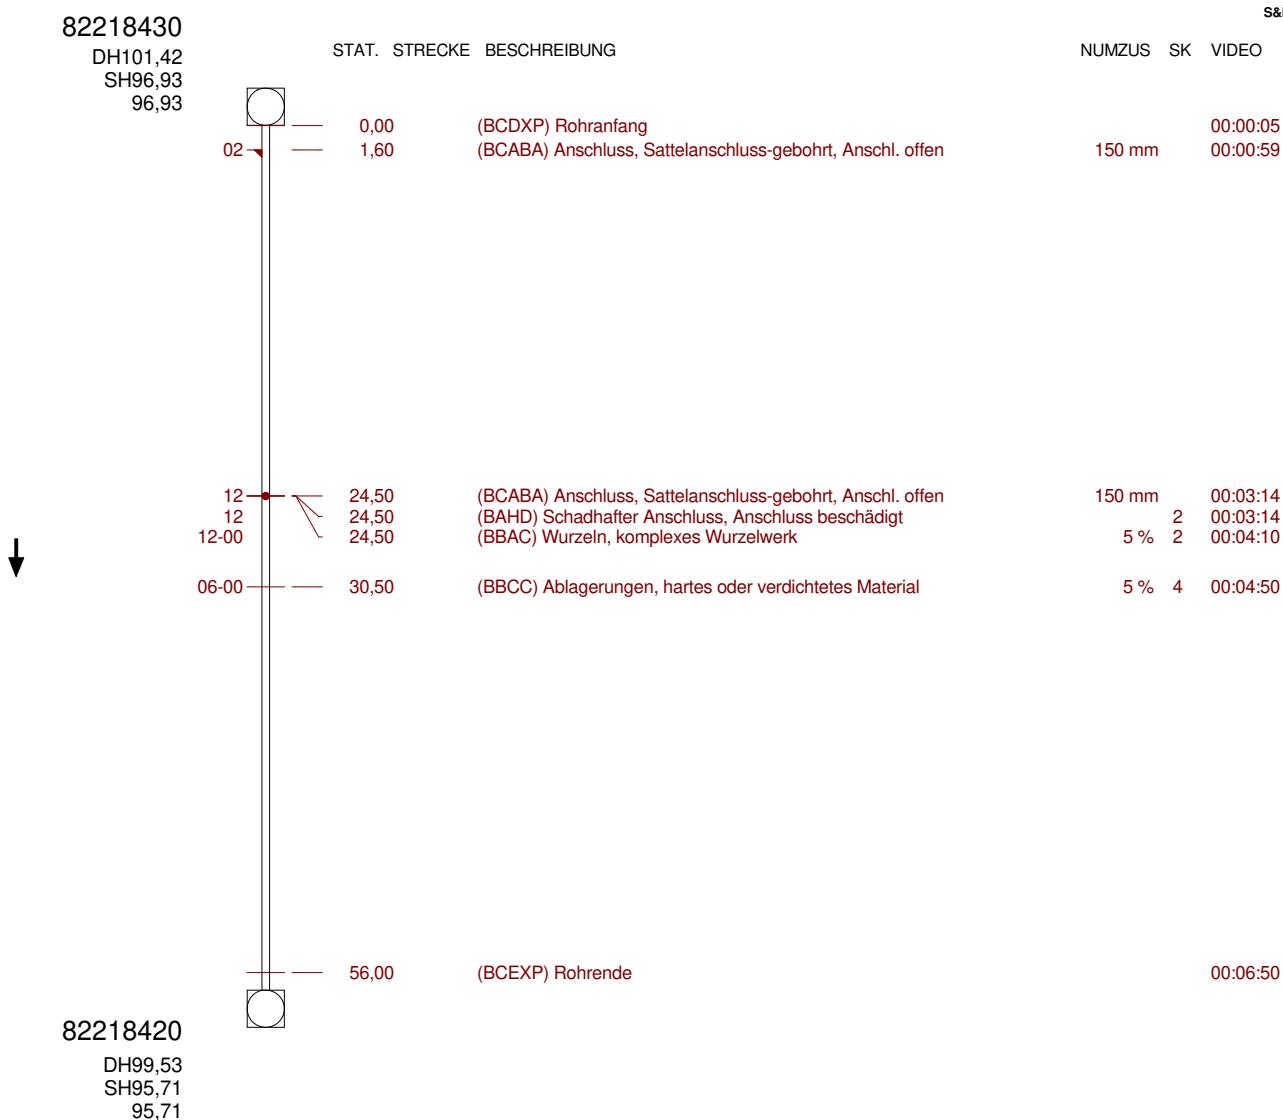 S&
82218430
DH101,42
SH96,93
96,93
STAT. STRECKE BESCHREIBUNG NUMZUS SK VIDEO
0,00 (BCDXP) Rohranfang 00:00:05
02 1,60 (BCABA) Anschluss, Sattelanschluss-gebohrt, Anschl. offen 150 mm 00:00:59
12 24,50 (BCABA) Anschluss, Sattelanschluss-gebohrt, Anschl. offen 150 mm 00:03:14
12 24,50 (BAHD) Schadhafter Anschluss, Anschluss beschädigt 2 00:03:14
12-00 24,50 (BBAC) Wurzeln, komplexes Wurzelwerk 5 % 2 00:04:10
06-00 30,50 (BBCC) Ablagerungen, hartes oder verdichtetes Material 5 % 4 00:04:50
56,00 (BCEXP) Rohrende 00:06:50
82218420
DH99,53
SH95,71
95,71